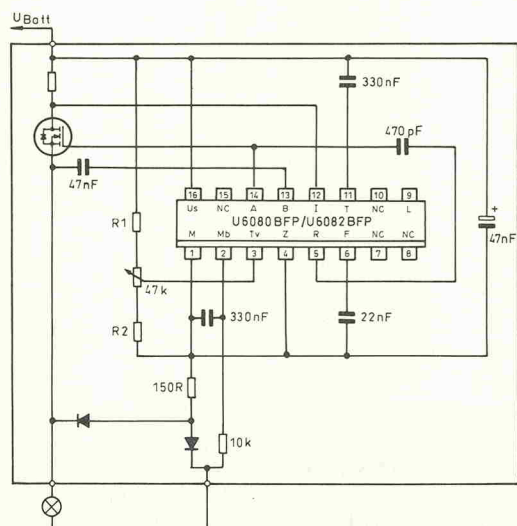 UBatt
330nF
470pF
47nF
16 15 14 13 12 11 10 9
Us NC A B I T NC L
U6080BFP/U6082BFP
M Mb Tv Z R F NC NC
1 2 3 4 5 6 7 8
+
47nF
R1
47k
R2
330nF
22nF
150R
10k